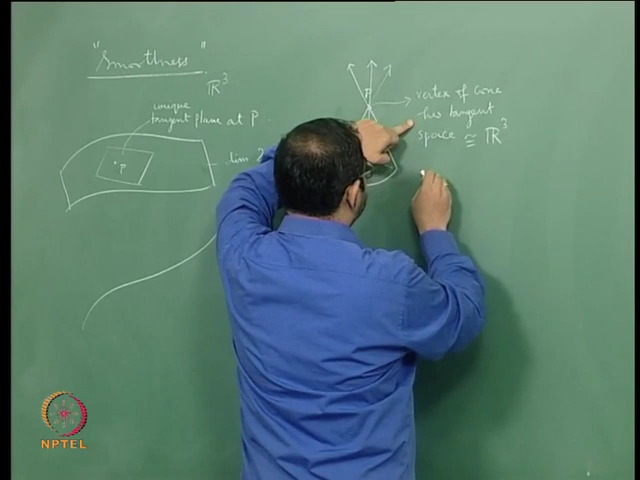 "Smoothness"
ℝ³
unique
tangent plane at P.
P
dim 2
P
vertex of cone
has tangent
space ≅ ℝ³
NPTEL